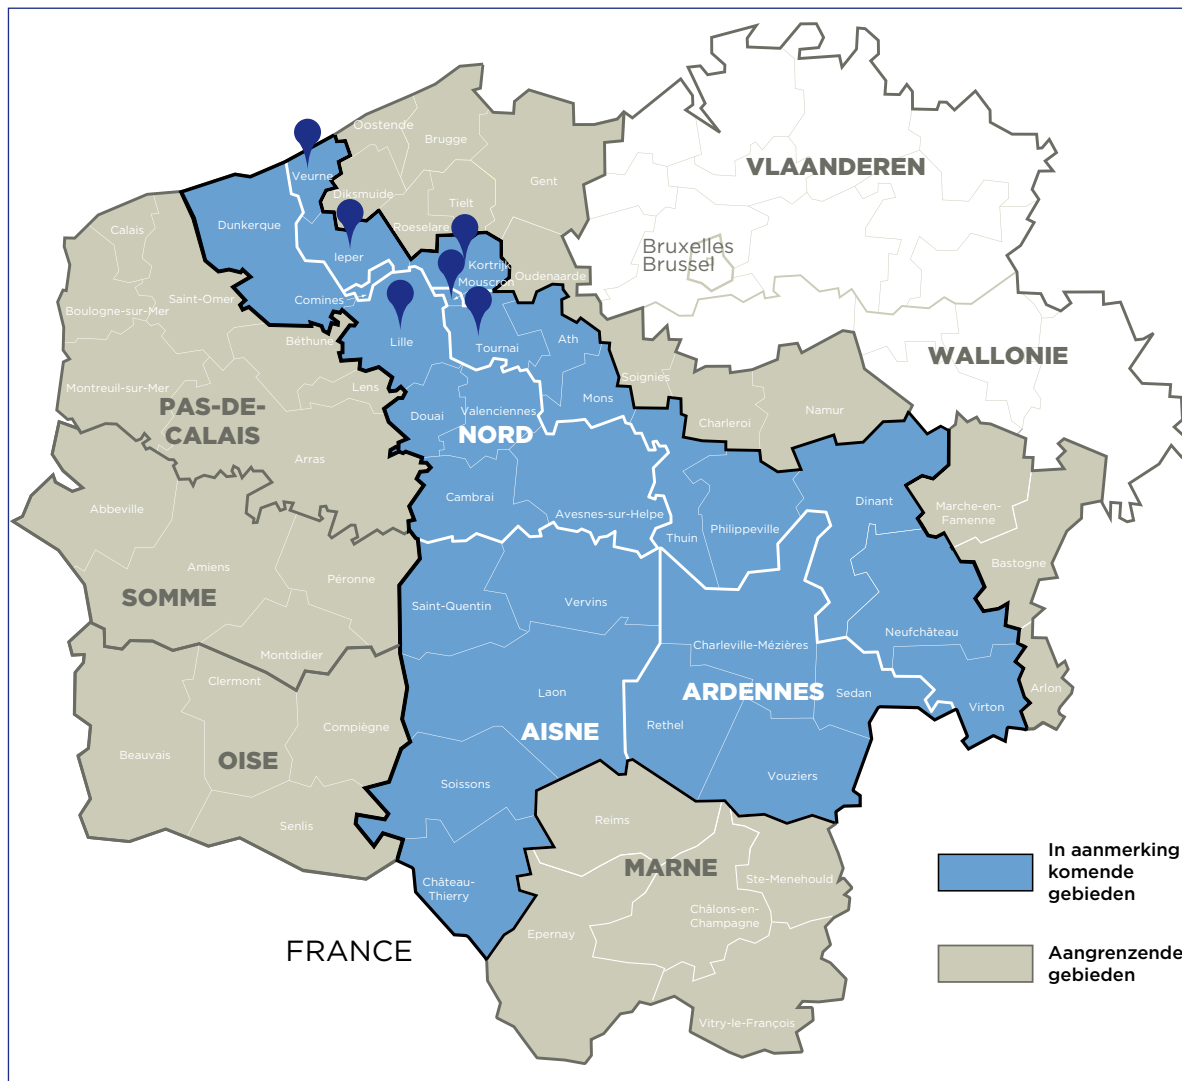 Oostende
Brugge
VLAANDEREN
Veurne
Gent
Diksmuide
Tielt
Calais
Dunkerque
Roeselare
Bruxelles
Brussel
Ieper
Kortrijk
Mouscron
Oudenaarde
Saint-Omer
Comines
Boulogne-sur-Mer
Béthune
Lille
Tournai
Ath
WALLONIE
Soignies
Montreuil-sur-Mer
Lens
Mons
PAS-DE-
CALAIS
Douai
Valenciennes
NORD
Charleroi
Namur
Arras
Abbeville
Cambrai
Avesnes-sur-Helpe
Thuin
Philippeville
Dinant
Marche-en-
Famenne
Bastogne
Amiens
Péronne
SOMME
Saint-Quentin
Vervins
Neufchâteau
Montdidier
Charleville-Mézières
Clermont
Laon
ARDENNES
Sedan
Arlon
Virton
Compiègne
AISNE
Rethel
Beauvais
OISE
Soissons
Vouziers
Senlis
Reims
MARNE
Château-
Thierry
Ste-Menehould
Châlons-en-
Champagne
Epernay
FRANCE
Vitry-le-François
In aanmerking
komende
gebieden
Aangrenzende
gebieden